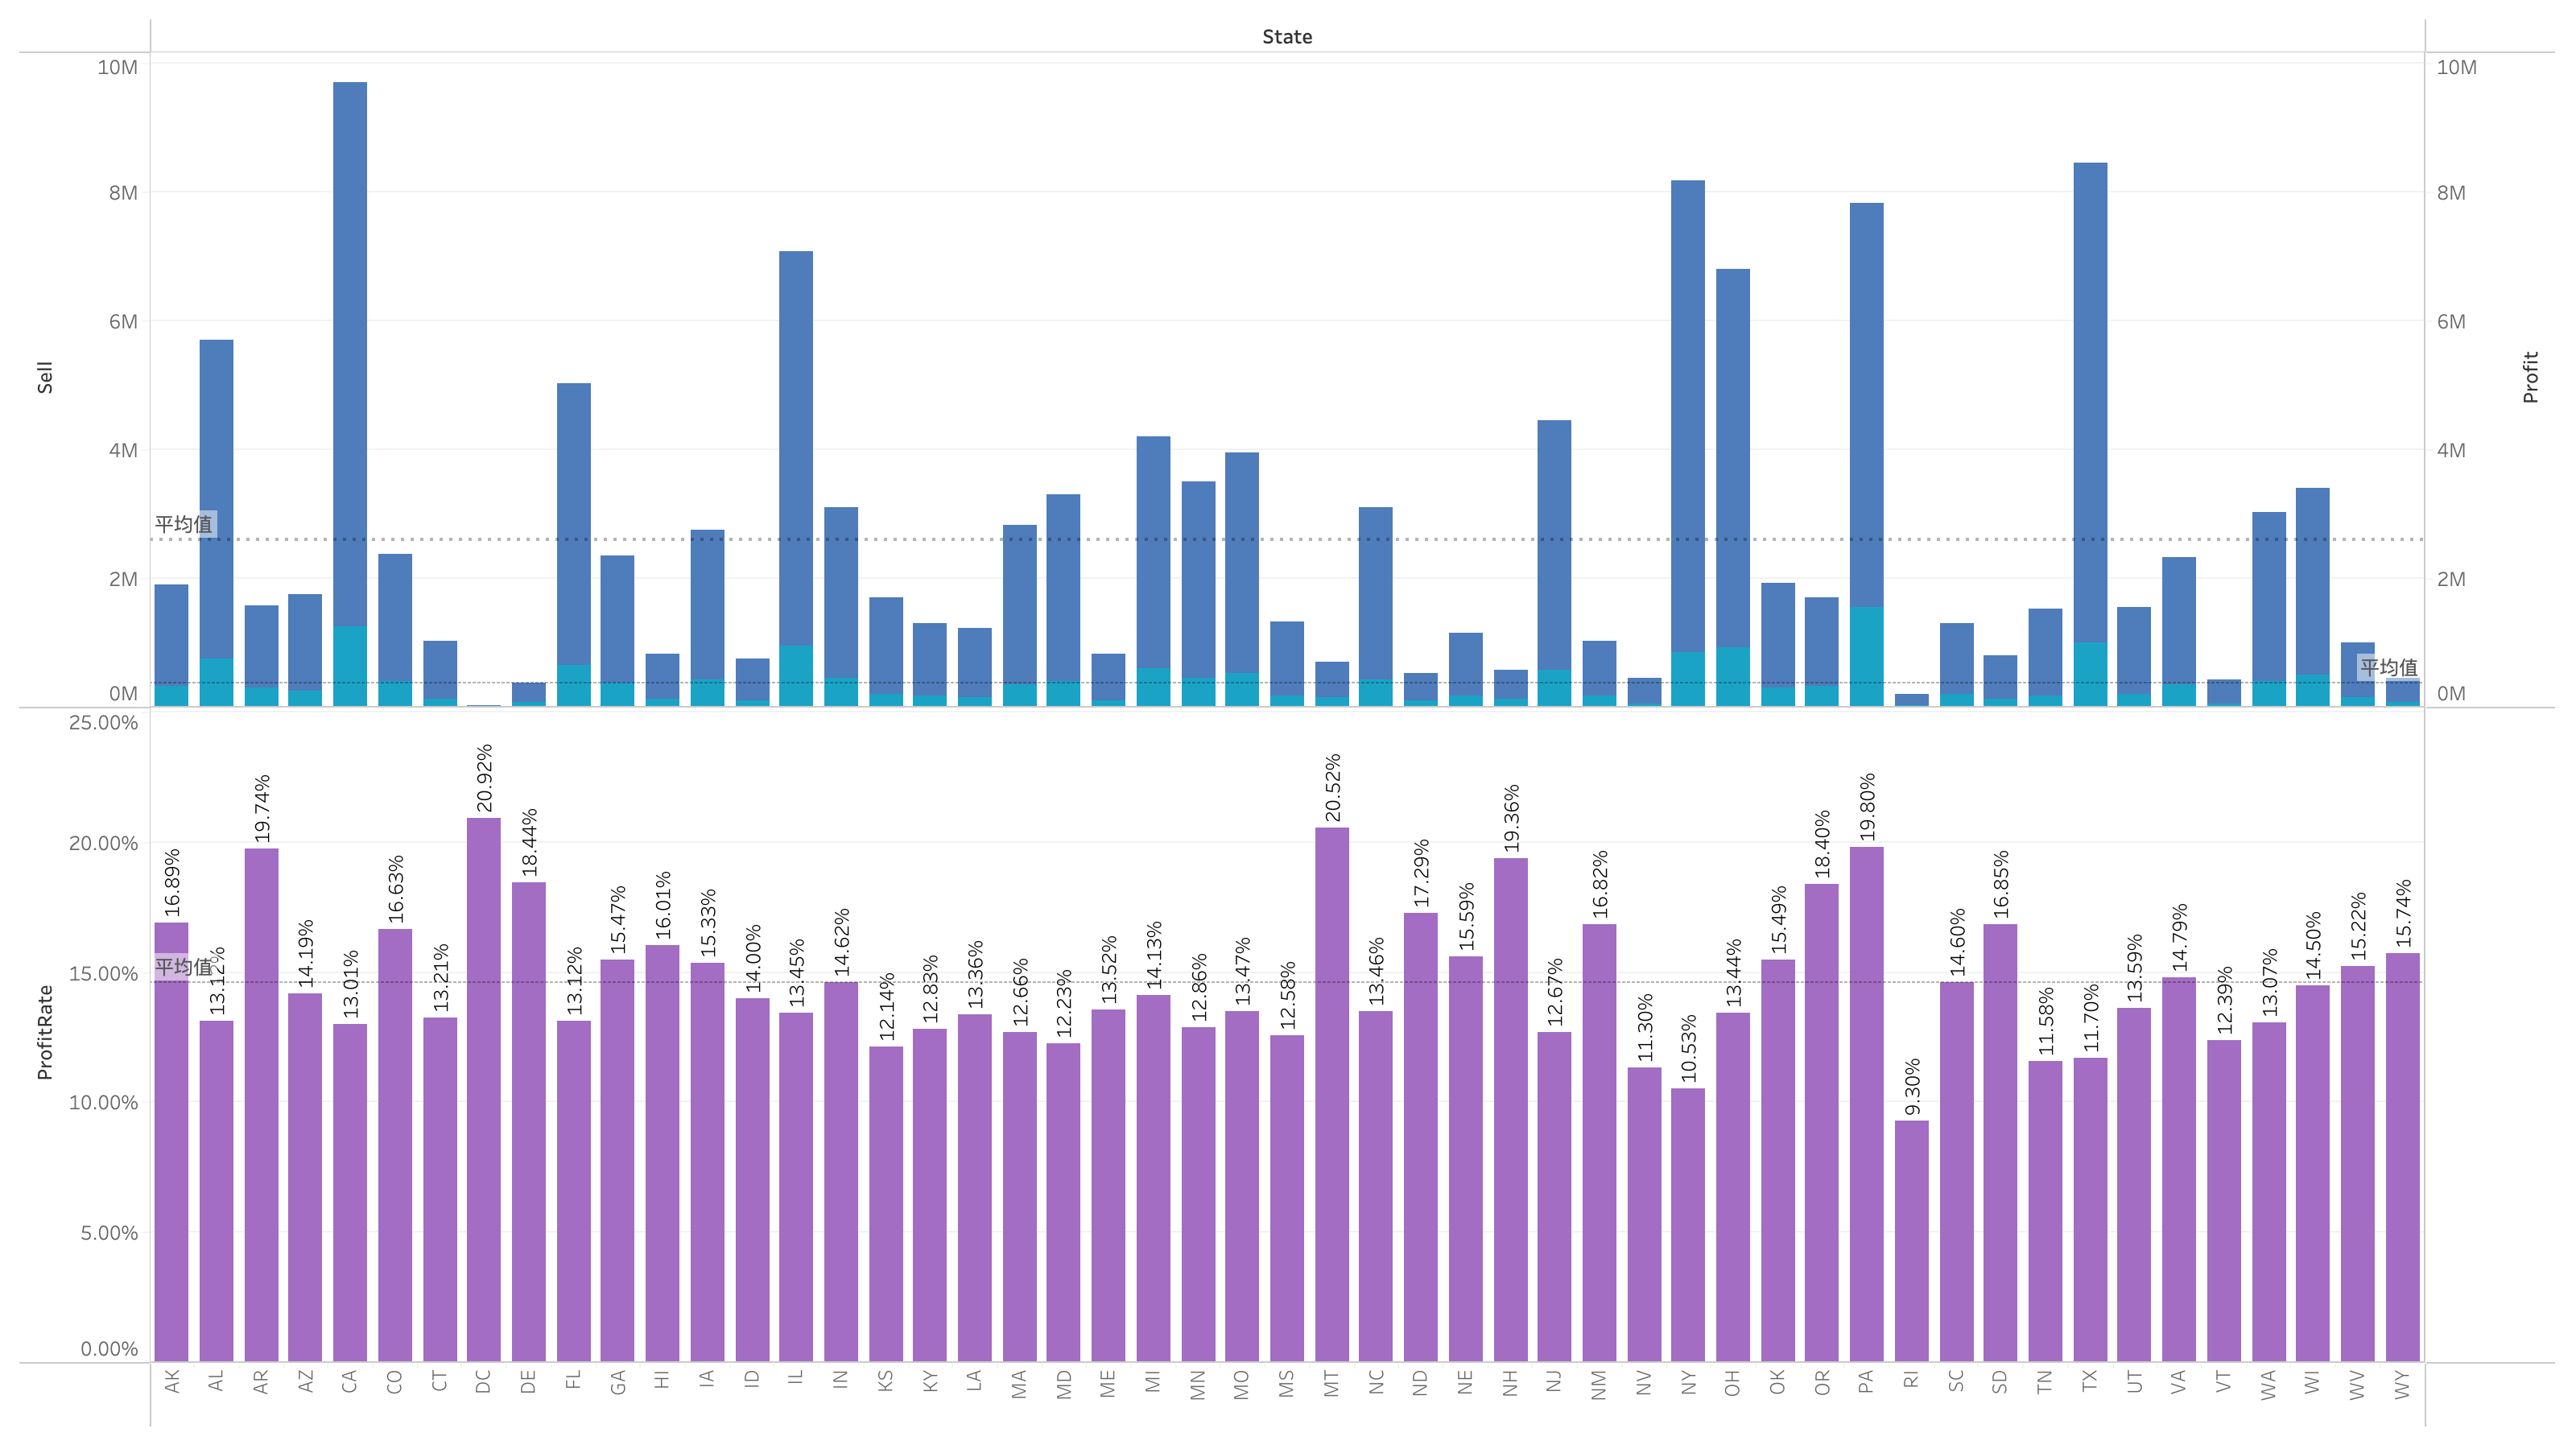 State
10M
8M
6M
4M
2M
0M
Sell
平均值
10M
8M
6M
4M
2M
0M
Profit
平均值
25.00%
20.00%
15.00%
10.00%
5.00%
0.00%
ProfitRate
平均值
16.89%
13.12%
19.74%
14.19%
13.01%
16.63%
13.21%
20.92%
18.44%
13.12%
15.47%
16.01%
15.33%
14.00%
13.45%
14.62%
12.14%
12.83%
13.36%
12.66%
12.23%
13.52%
14.13%
12.86%
13.47%
12.58%
20.52%
13.46%
17.29%
15.59%
19.36%
12.67%
16.82%
11.30%
10.53%
13.44%
15.49%
18.40%
19.80%
9.30%
14.60%
16.85%
11.58%
11.70%
13.59%
14.79%
12.39%
13.07%
14.50%
15.22%
15.74%
AK
AL
AR
AZ
CA
CO
CT
DC
DE
FL
GA
HI
IA
ID
IL
IN
KS
KY
LA
MA
MD
ME
MI
MN
MO
MS
MT
NC
ND
NE
NH
NJ
NM
NV
NY
OH
OK
OR
PA
RI
SC
SD
TN
TX
UT
VA
VT
WA
WI
WV
WY